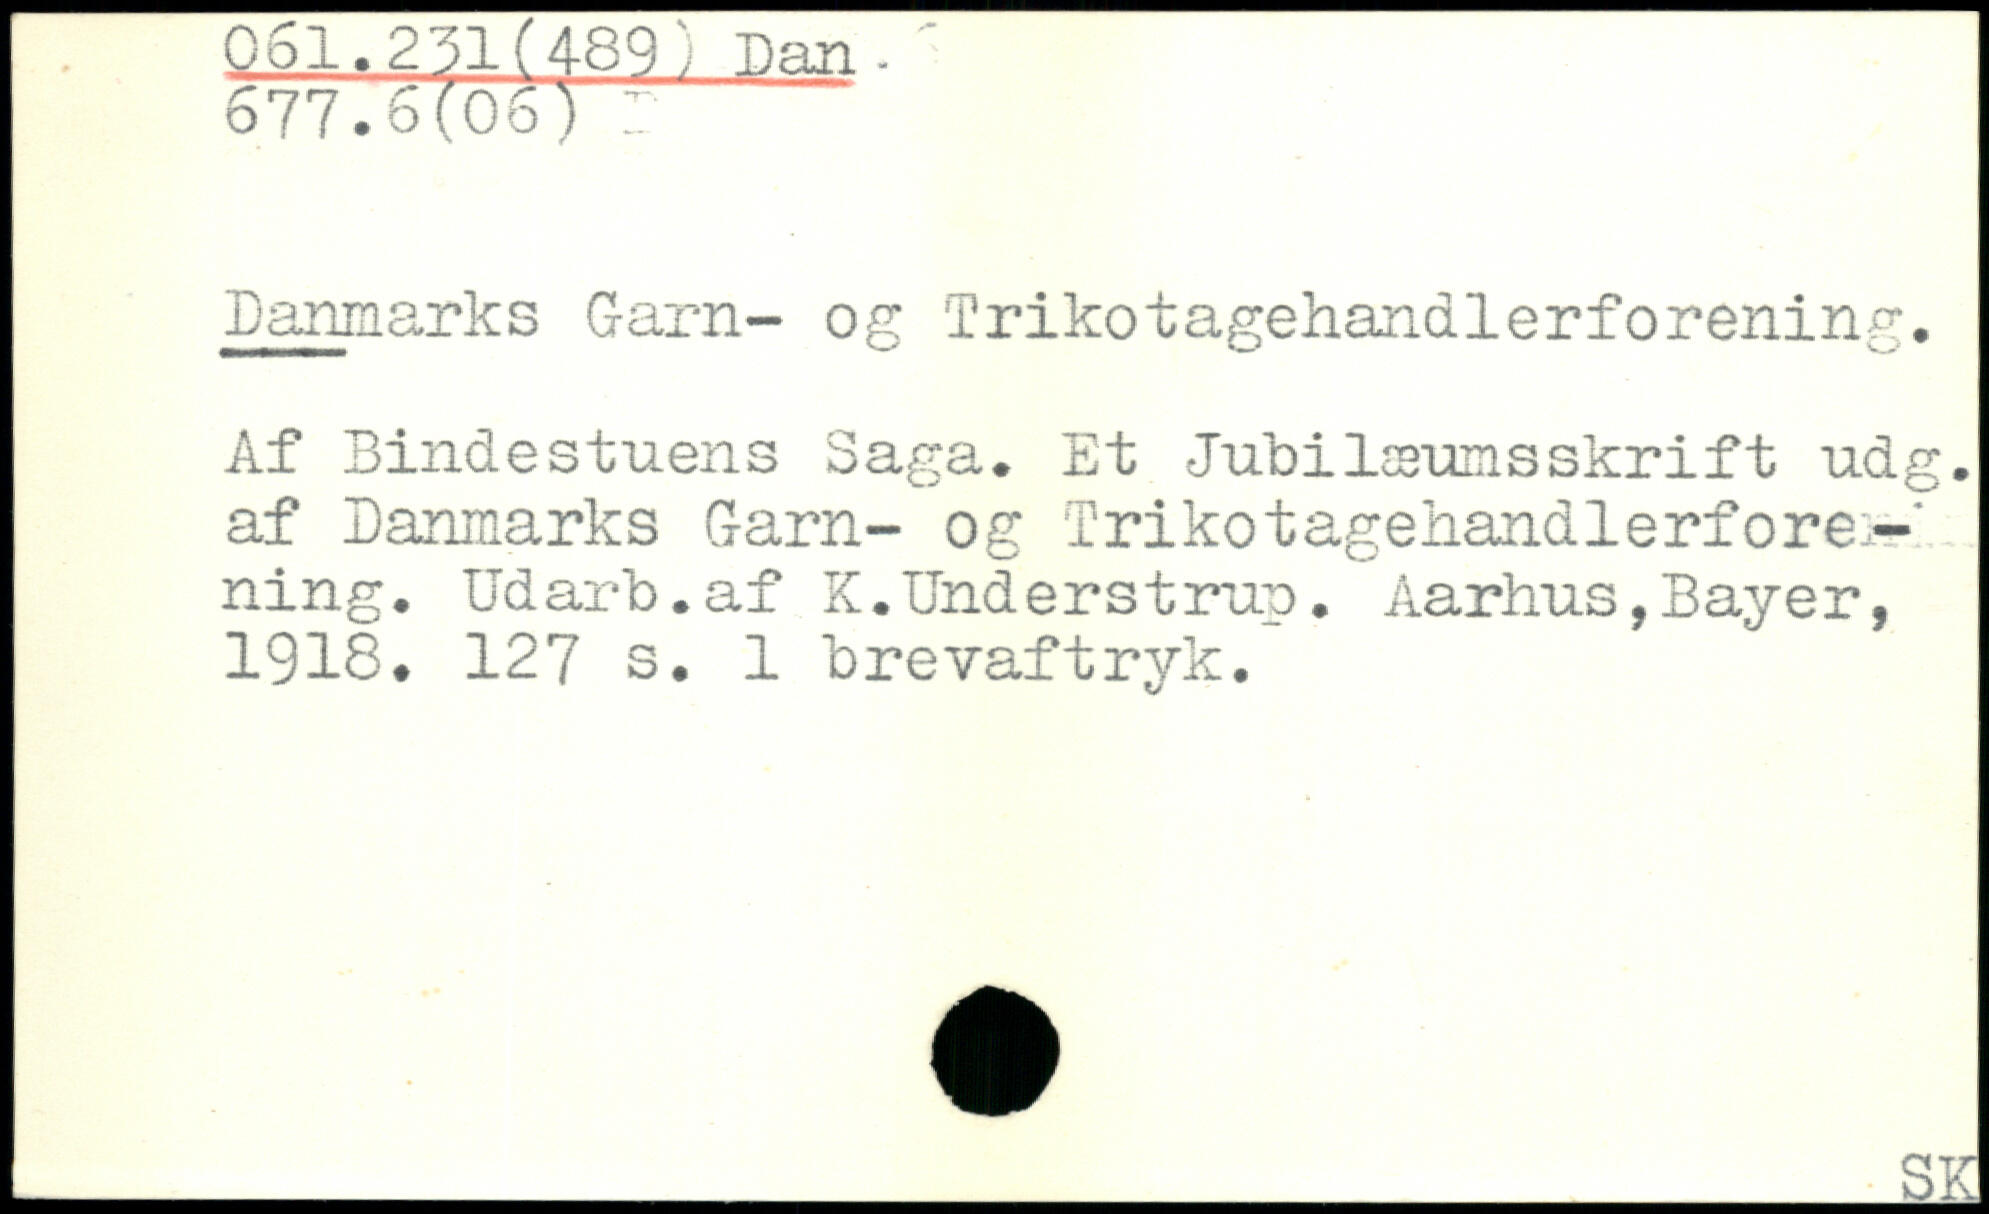 061.231(489) Dan.
677.6(06)
Danmarks Garn- og Trikotagehandlerforening.
Af Bindestuens Saga. Et Jubilæumsskrift udg.
af Danmarks Garn- og Trikotagehandlerfore-
ning. Udarb.af K.Understrup. Aarhus,Bayer,
1918. 127 s. 1 brevaftryk.
SK